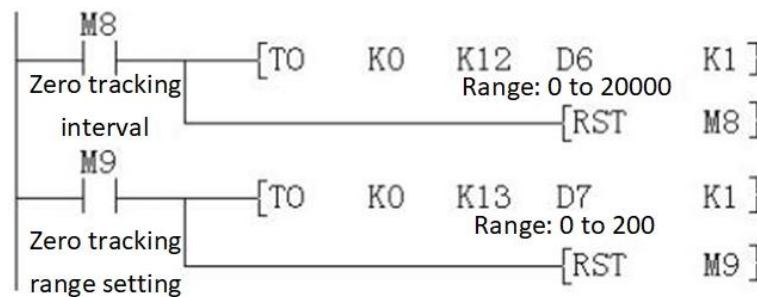 M8
[TO K0 K12 D6 K1]
Zero tracking
interval
Range: 0 to 20000
[RST M8]
M9
[TO K0 K13 D7 K1]
Zero tracking
range setting
Range: 0 to 200
[RST M9]